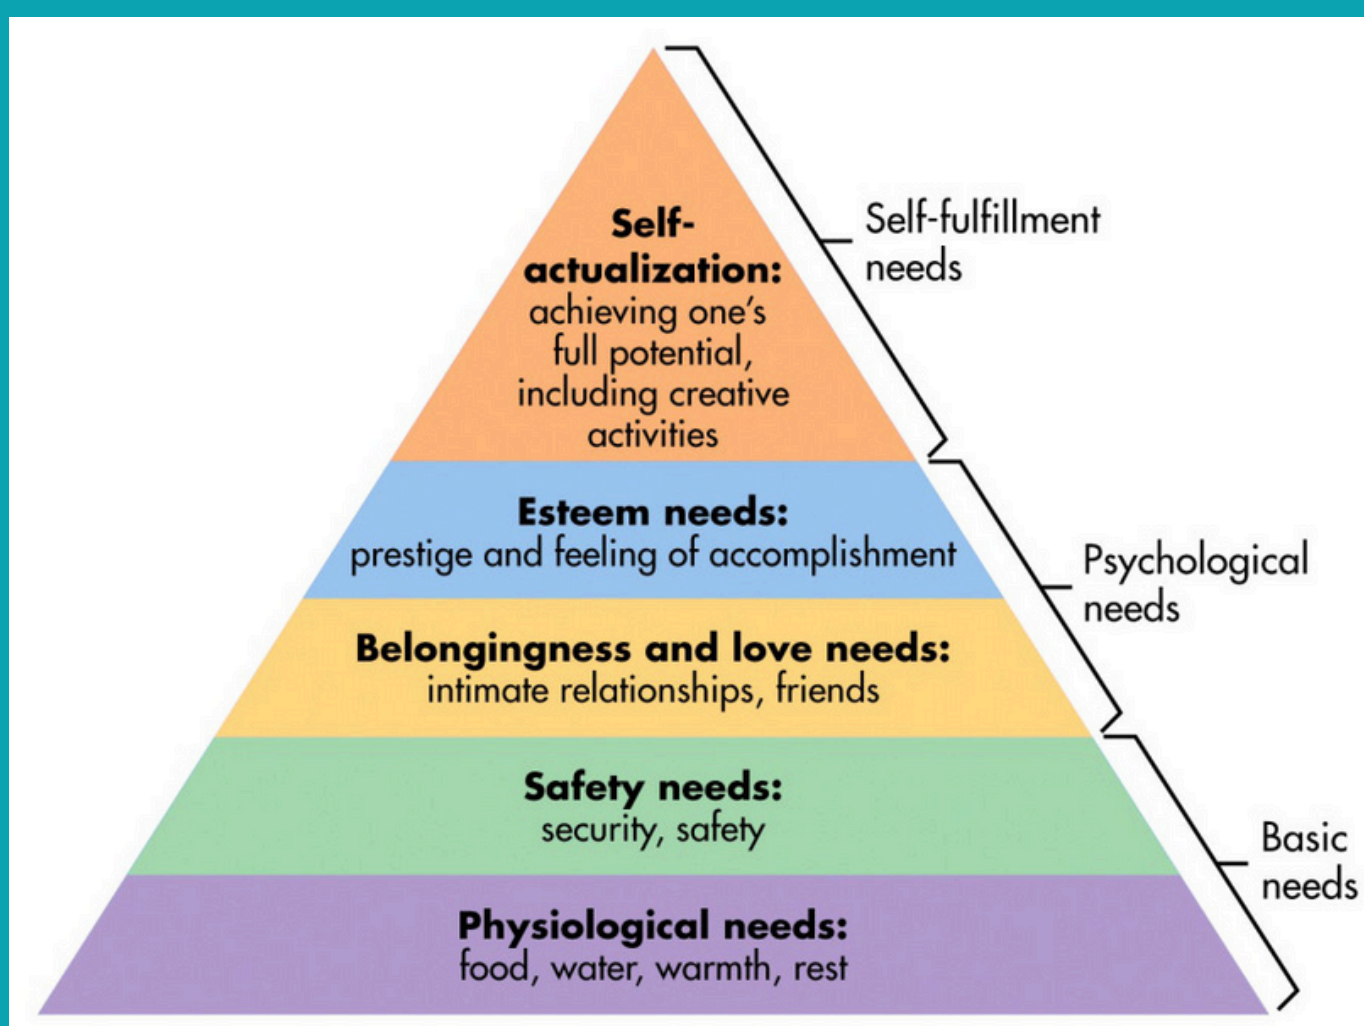 Self-
actualization:
achieving one's
full potential,
including creative
activities
Self-fulfillment
needs
Esteem needs:
prestige and feeling of accomplishment
Psychological
needs
Belongingness and love needs:
intimate relationships, friends
Safety needs:
security, safety
Basic
needs
Physiological needs:
food, water, warmth, rest